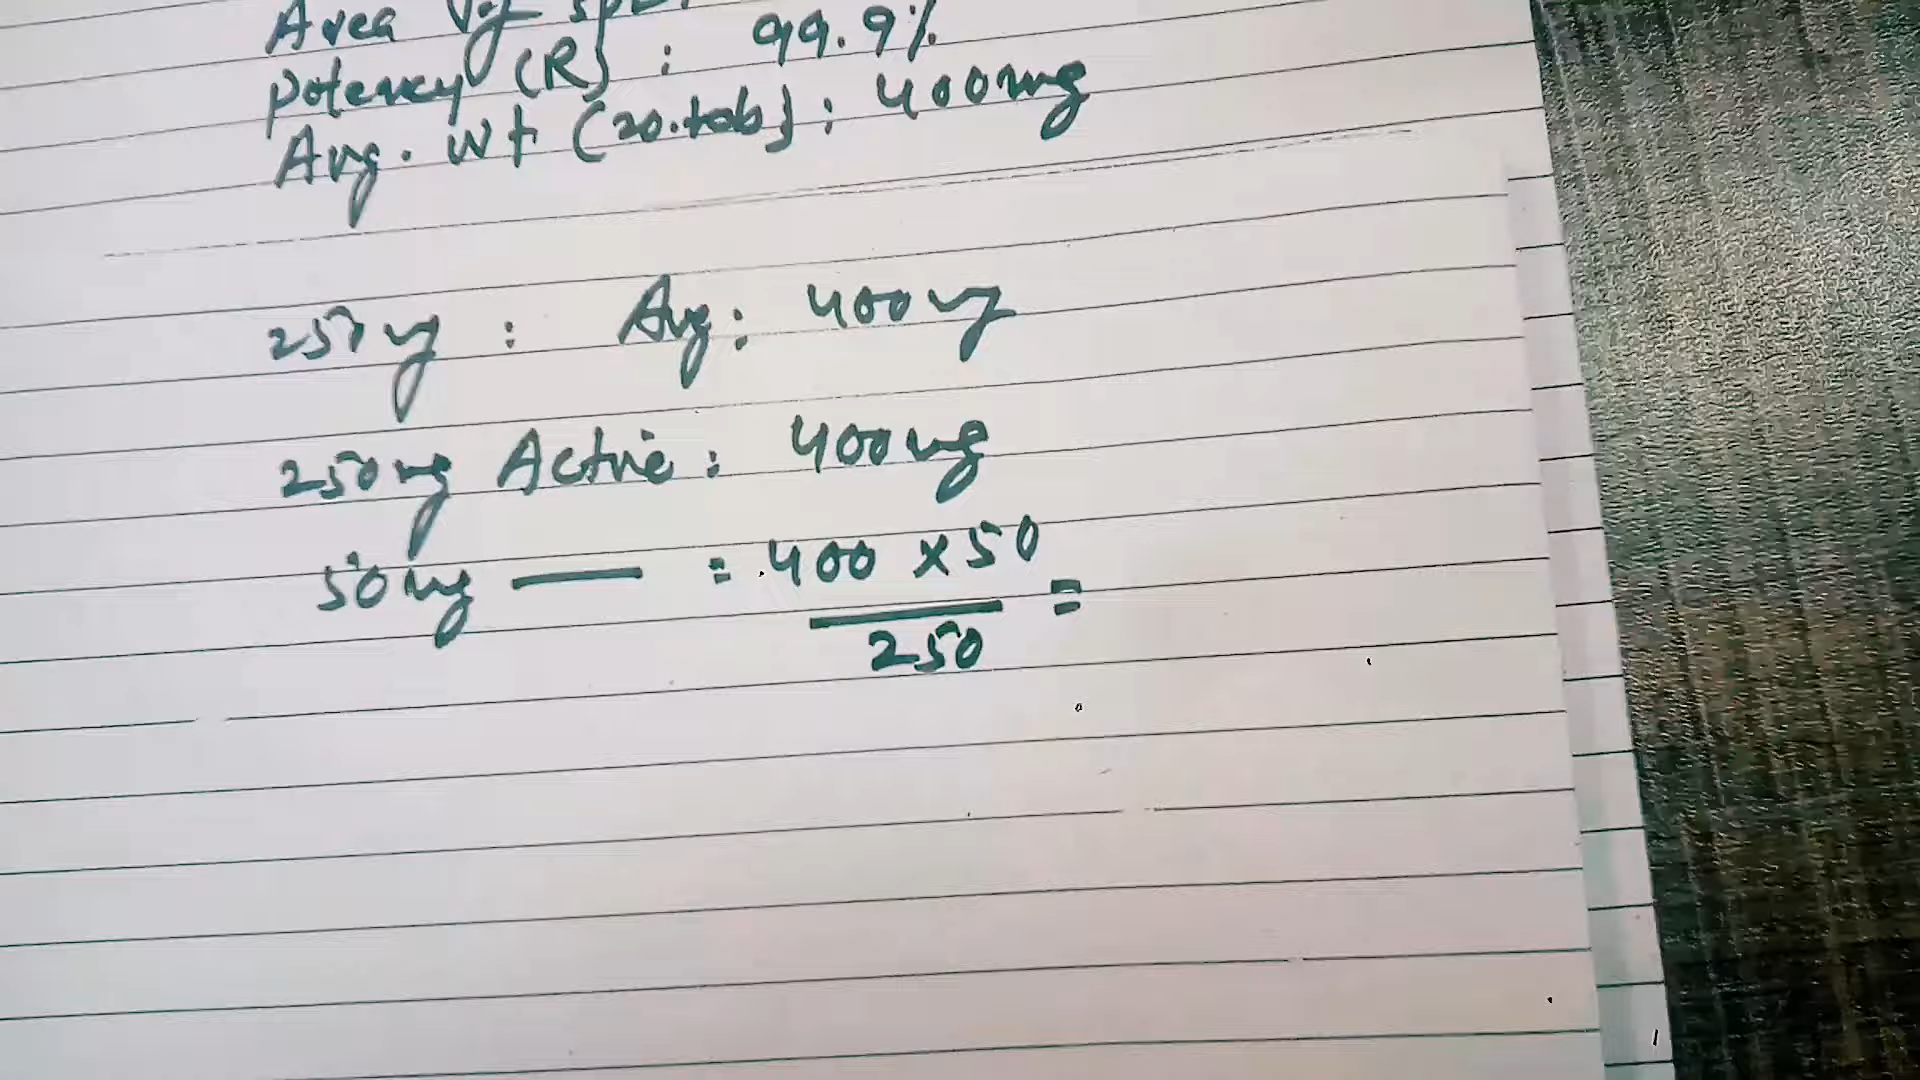 Area of
potency (R) : 99.9%
Avg. wt (20.tab) : 400mg
250mg : Avg : 400mg
250mg Active : 400mg
50mg — = 400 x 50
250
=